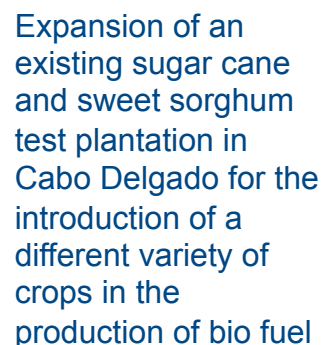 Expansion of an
existing sugar cane
and sweet sorghum
test plantation in
Cabo Delgado for the
introduction of a
different variety of
crops in the
production of bio fuel